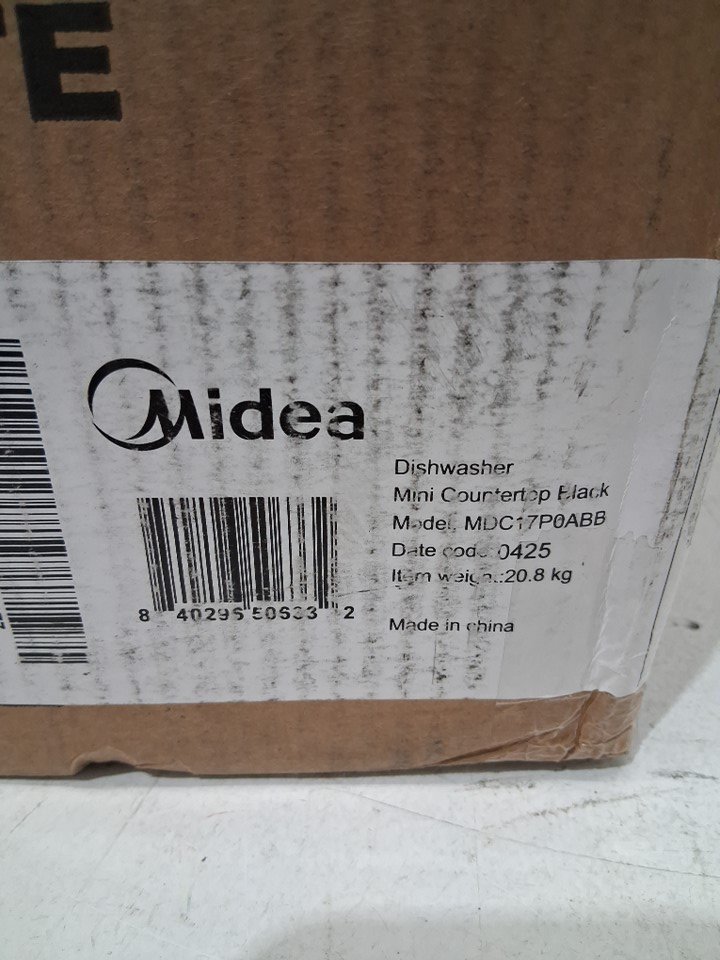 E
Midea
Dishwasher
Mini Countertop Black
Model: MDC17P0ABB
Date code:0425
Item weight:20.8 kg
8 40296 50633 2
Made in china